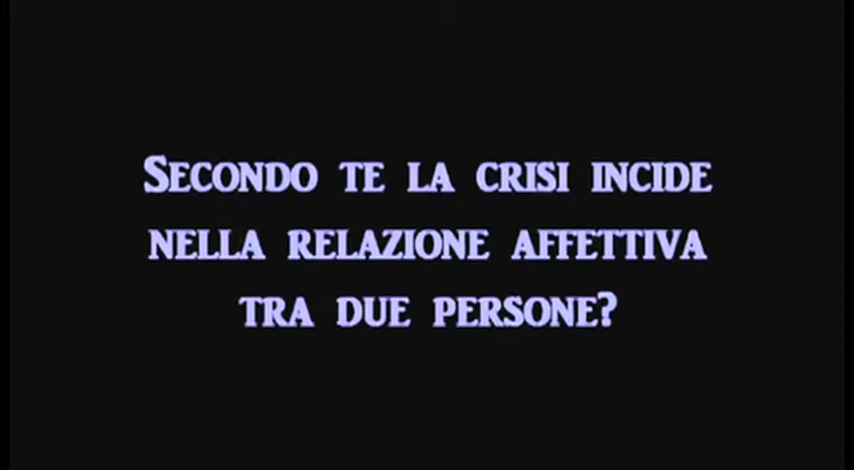 Secondo te la crisi incide
nella relazione affettiva
tra due persone?